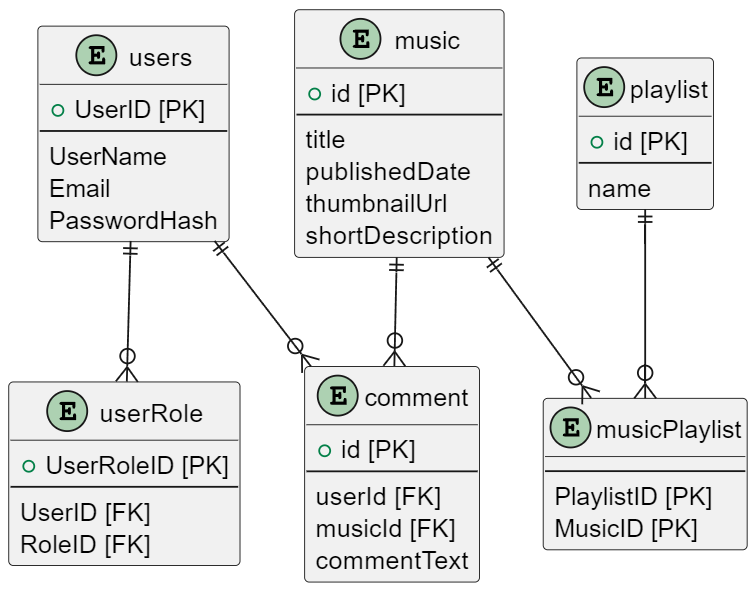 E users
UserID [PK]
UserName
Email
PasswordHash
E music
id [PK]
title
publishedDate
thumbnailUrl
shortDescription
E playlist
id [PK]
name
E userRole
UserRoleID [PK]
UserID [FK]
RoleID [FK]
E comment
id [PK]
userId [FK]
musicId [FK]
commentText
E musicPlaylist
PlaylistID [PK]
MusicID [PK]